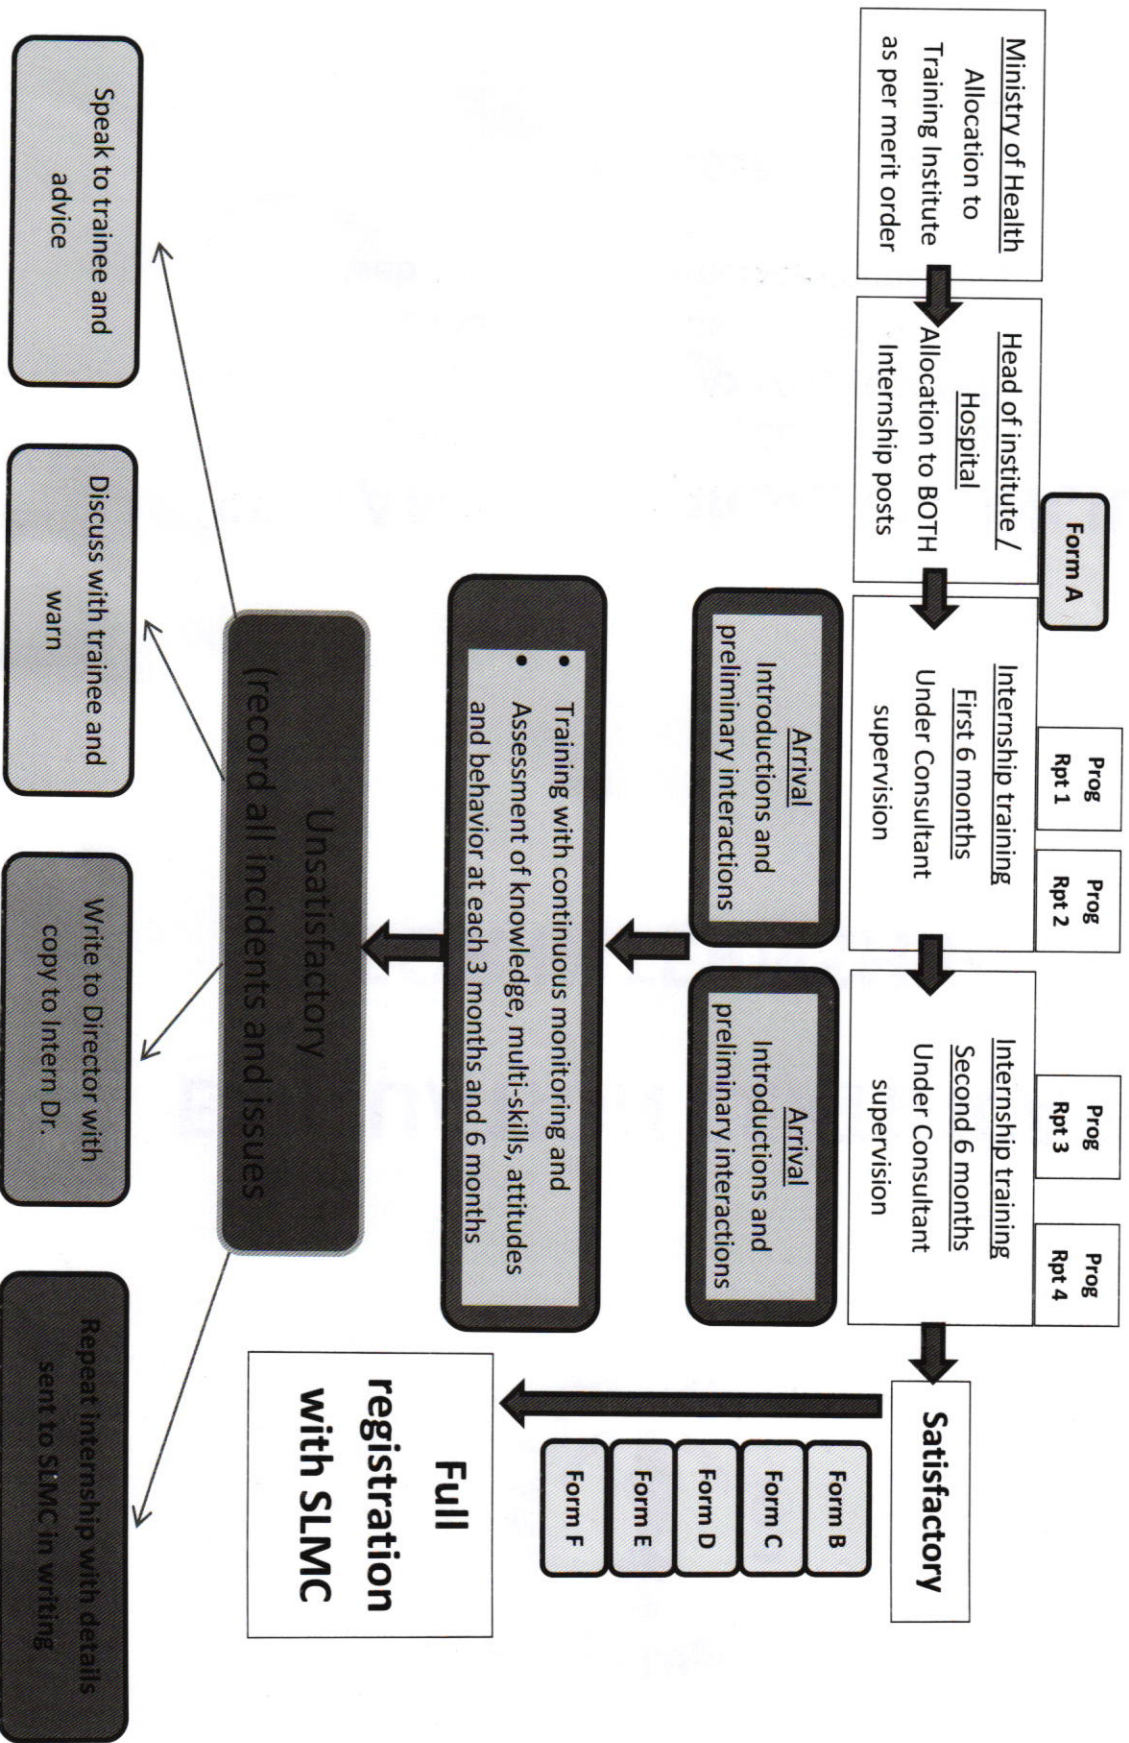 Form A
Prog
Rpt 1
Prog
Rpt 2
Prog
Rpt 3
Prog
Rpt 4
Ministry of Health
Allocation to
Training Institute
as per merit order
Head of institute /
Hospital
Allocation to BOTH
Internship posts
Internship training
First 6 months
Under Consultant
supervision
Internship training
Second 6 months
Under Consultant
supervision
Satisfactory
Arrival
Introductions and
preliminary interactions
Arrival
Introductions and
preliminary interactions
Form B
Form C
Form D
Form E
Form F
• Training with continuous monitoring and
• Assessment of knowledge, multi-skills, attitudes
and behavior at each 3 months and 6 months
Full
registration
with SLMC
Unsatisfactory
(record all incidents and issues
Speak to trainee and
advice
Discuss with trainee and
warn
Write to Director with
copy to Intern Dr.
Repeat internship with details
sent to SLMC in writing